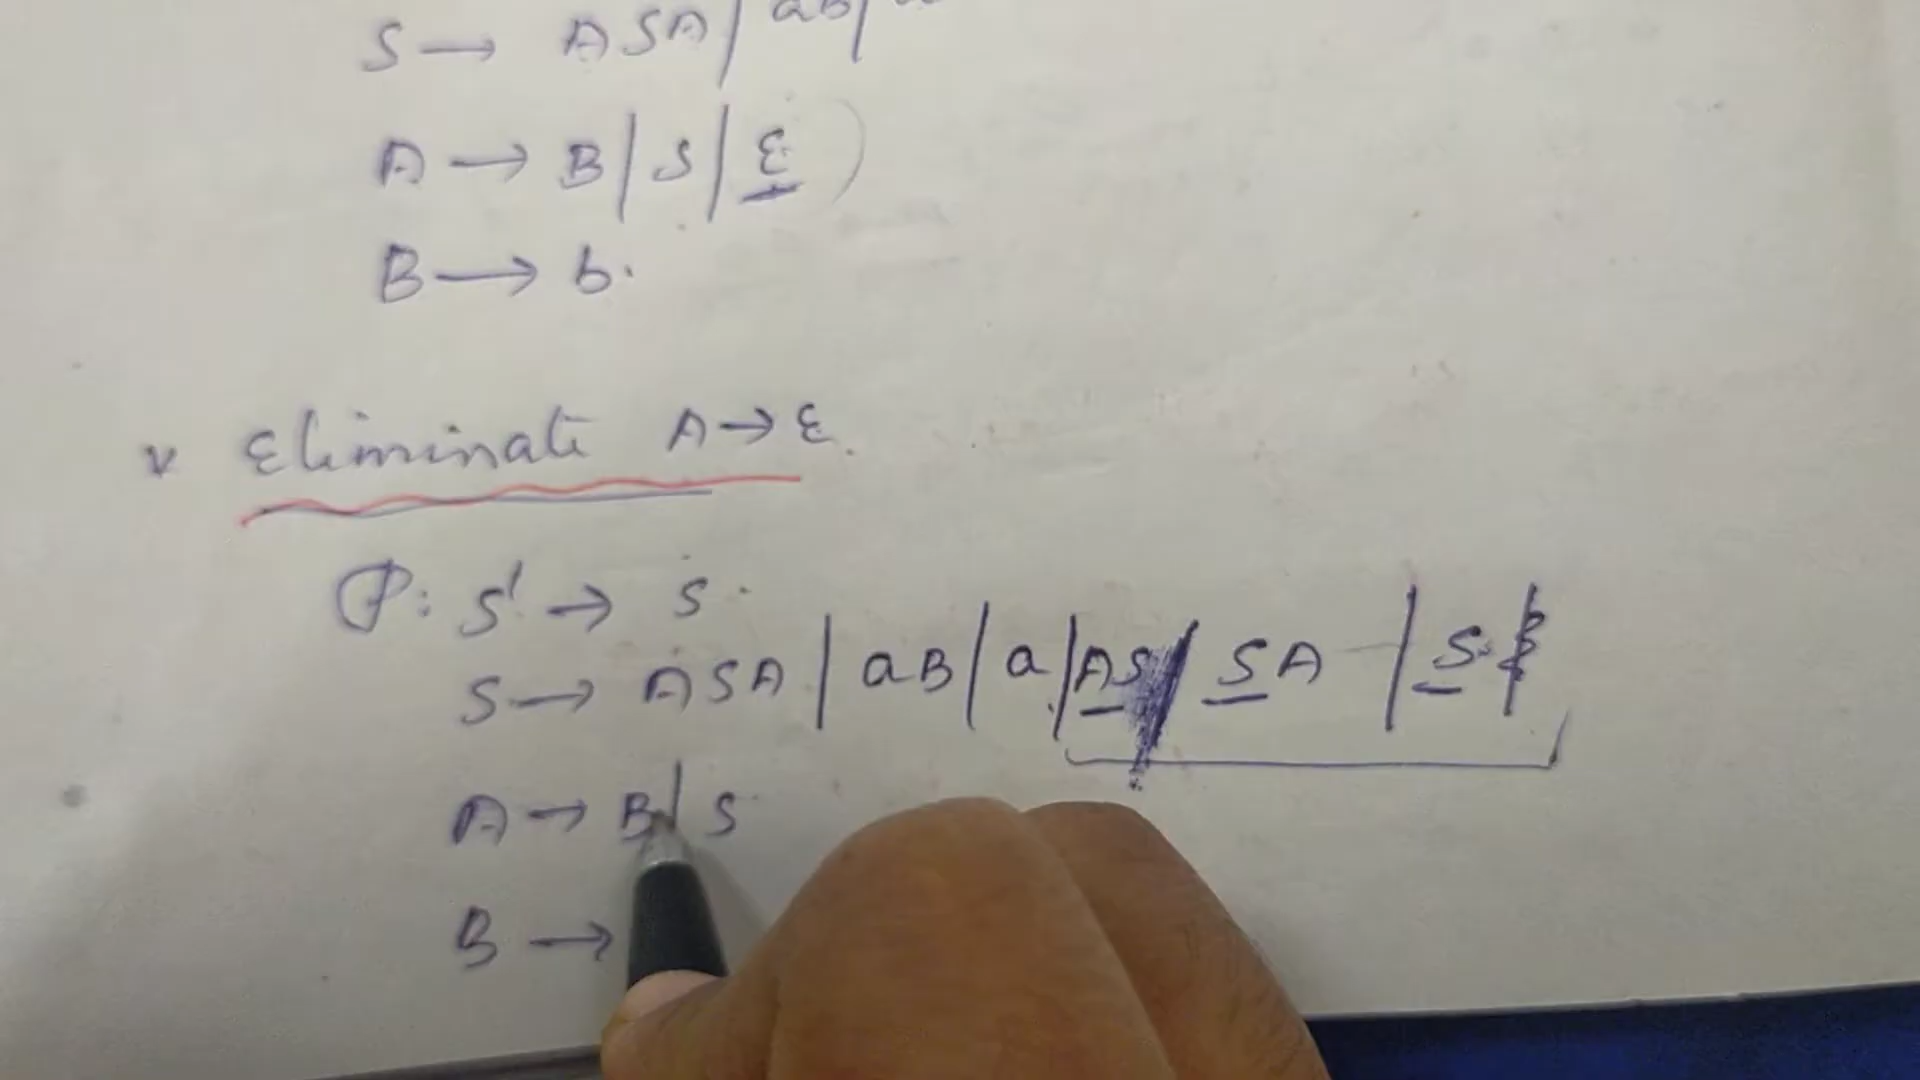 S → ASA | aB |
A → B | S | ε )
B → b.
v Eliminate A → ε.
P: S' → S.
S → ASA | aB | a | AS | SA | S
A → B | S
B →